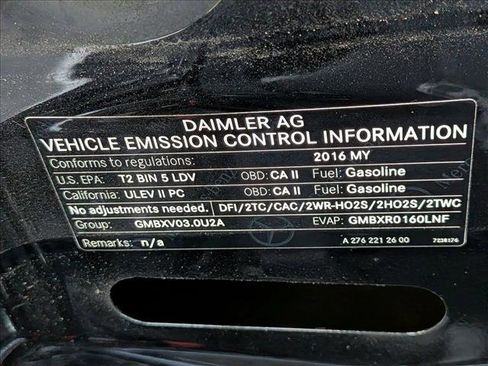 DAIMLER AG
VEHICLE EMISSION CONTROL INFORMATION
Conforms to regulations: 2016 MY
U.S. EPA: T2 BIN 5 LDV OBD: CA II Fuel: Gasoline
California: ULEV II PC OBD: CA II Fuel: Gasoline
No adjustments needed. DFI/2TC/CAC/2WR-HO2S/2HO2S/2TWC
Group: GMBXV03.0U2A EVAP: GMBXR0160LNF
Remarks: n/a A 276 221 26 00 7238176